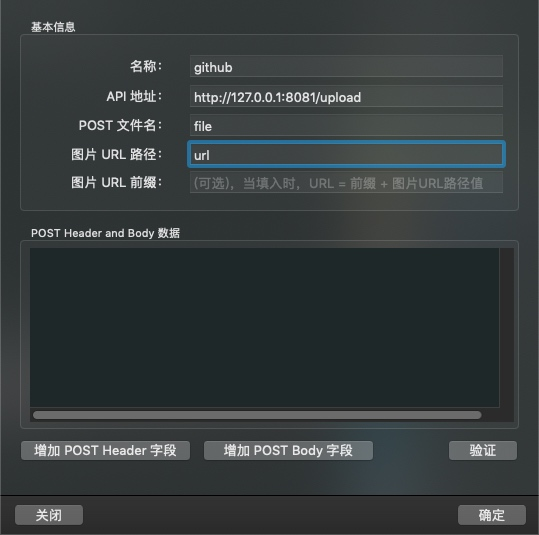 基本信息
名称： github
API 地址： http://127.0.0.1:8081/upload
POST 文件名： file
图片 URL 路径： url
图片 URL 前缀： (可选)，当填入时，URL = 前缀 + 图片URL路径值
POST Header and Body 数据
增加 POST Header 字段 增加 POST Body 字段 验证
关闭 确定